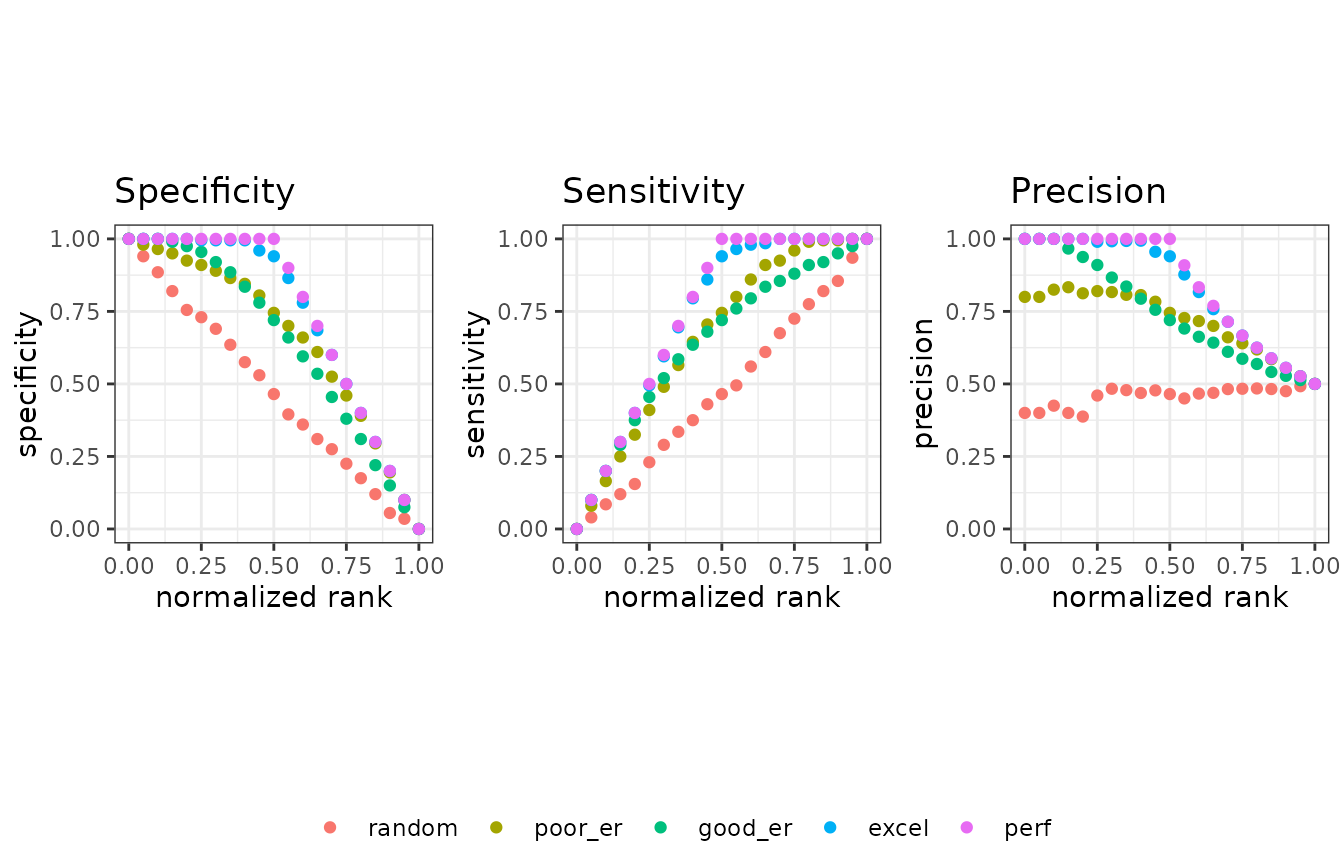 Specificity
specificity
1.00
0.75
0.50
0.25
0.00
0.00 0.25 0.50 0.75 1.00
normalized rank
Sensitivity
sensitivity
1.00
0.75
0.50
0.25
0.00
0.00 0.25 0.50 0.75 1.00
normalized rank
Precision
precision
1.00
0.75
0.50
0.25
0.00
0.00 0.25 0.50 0.75 1.00
normalized rank
random poor_er good_er excel perf